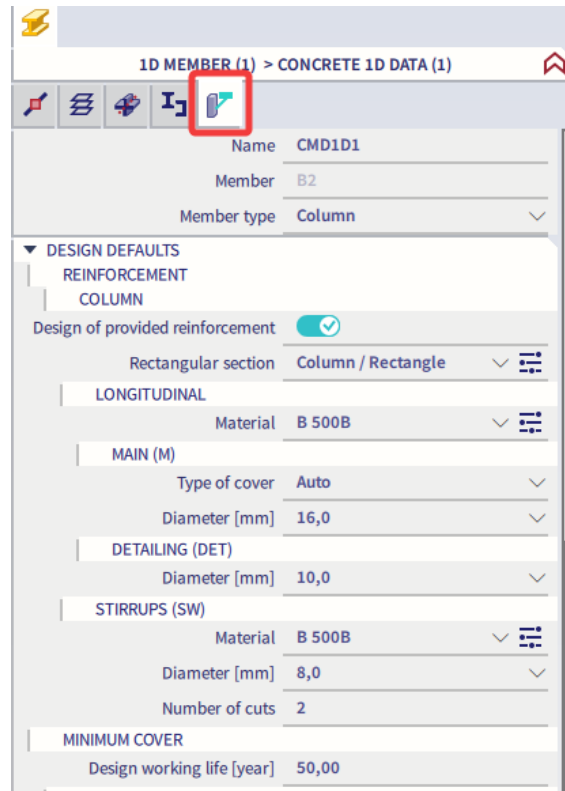 1D MEMBER (1) > CONCRETE 1D DATA (1)
Name CMD1D1
Member B2
Member type Column
DESIGN DEFAULTS
REINFORCEMENT
COLUMN
Design of provided reinforcement
Rectangular section Column / Rectangle
LONGITUDINAL
Material B 500B
MAIN (M)
Type of cover Auto
Diameter [mm] 16,0
DETAILING (DET)
Diameter [mm] 10,0
STIRRUPS (SW)
Material B 500B
Diameter [mm] 8,0
Number of cuts 2
MINIMUM COVER
Design working life [year] 50,00